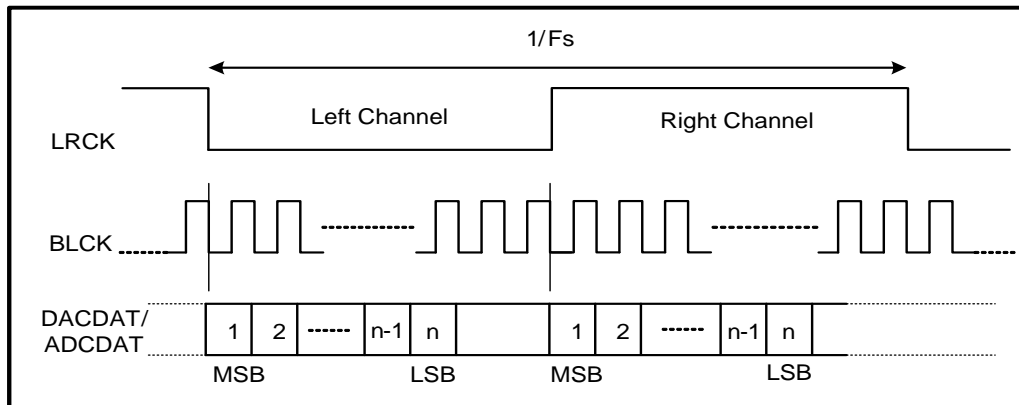 1/Fs
Left Channel
Right Channel
LRCK
BLCK
DACDAT/
ADCDAT
1 2 n-1 n 1 2 n-1 n
MSB LSB MSB LSB